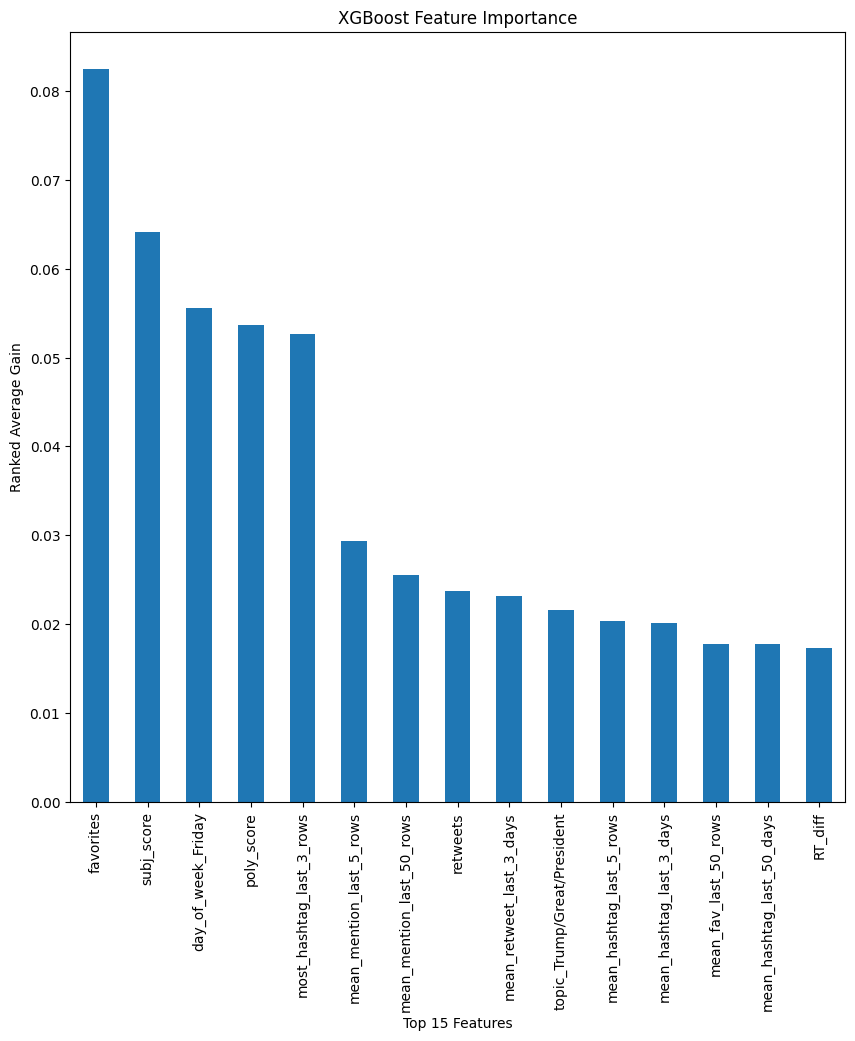 XGBoost Feature Importance
Ranked Average Gain
0.08
0.07
0.06
0.05
0.04
0.03
0.02
0.01
0.00
favorites
subj_score
day_of_week_Friday
poly_score
most_hashtag_last_3_rows
mean_mention_last_5_rows
mean_mention_last_50_rows
retweets
mean_retweet_last_3_days
topic_Trump/Great/President
mean_hashtag_last_5_rows
mean_hashtag_last_3_days
mean_fav_last_50_rows
mean_hashtag_last_50_days
RT_diff
Top 15 Features